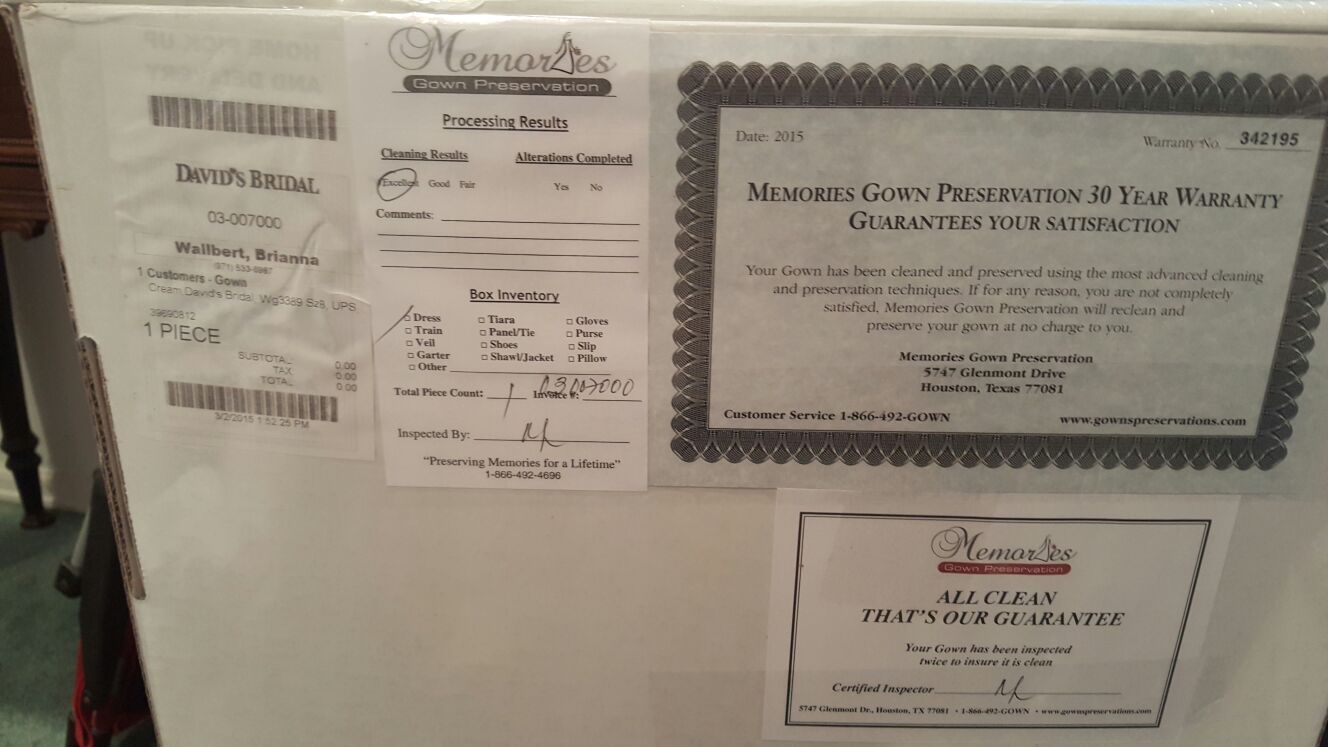 HOME PICK UP
AND DELIVERY
DAVID'S BRIDAL
03-007000
Wallbert, Brianna
(971) 533-6967
1 Customers - Gown
Cream David's Bridal, Wg3389 Sz8, UPS
39690812
1 PIECE
SUBTOTAL 0.00
TAX 0.00
TOTAL 0.00
3/2/2015 1:52:25 PM
Memories
Gown Preservation
Processing Results
Cleaning Results Alterations Completed
Excellent Good Fair Yes No
Comments:
Box Inventory
Dress Tiara Gloves
Train Panel/Tie Purse
Veil Shoes Slip
Garter Shawl/Jacket Pillow
Other
Total Piece Count: 1 Invoice #: 03007000
Inspected By:
"Preserving Memories for a Lifetime"
1-866-492-4696
Date: 2015 Warranty No. 342195
MEMORIES GOWN PRESERVATION 30 YEAR WARRANTY
GUARANTEES YOUR SATISFACTION
Your Gown has been cleaned and preserved using the most advanced cleaning
and preservation techniques. If for any reason, you are not completely
satisfied, Memories Gown Preservation will reclean and
preserve your gown at no charge to you.
Memories Gown Preservation
5747 Glenmont Drive
Houston, Texas 77081
Customer Service 1-866-492-GOWN www.gownspreservations.com
Memories
Gown Preservation
ALL CLEAN
THAT'S OUR GUARANTEE
Your Gown has been inspected
twice to insure it is clean
Certified Inspector
5747 Glenmont Dr., Houston, TX 77081 • 1-866-492-GOWN • www.gownspreservations.com